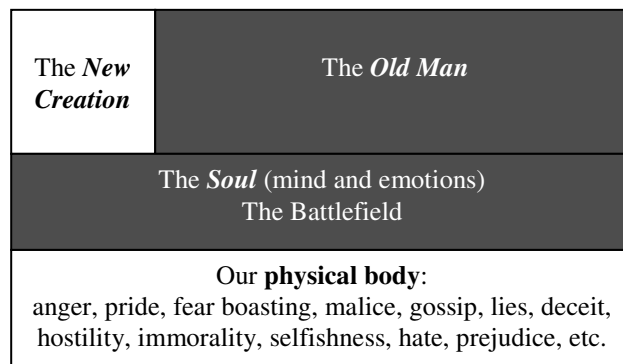 The New
Creation
The Old Man
The Soul (mind and emotions)
The Battlefield
Our physical body:
anger, pride, fear boasting, malice, gossip, lies, deceit,
hostility, immorality, selfishness, hate, prejudice, etc.